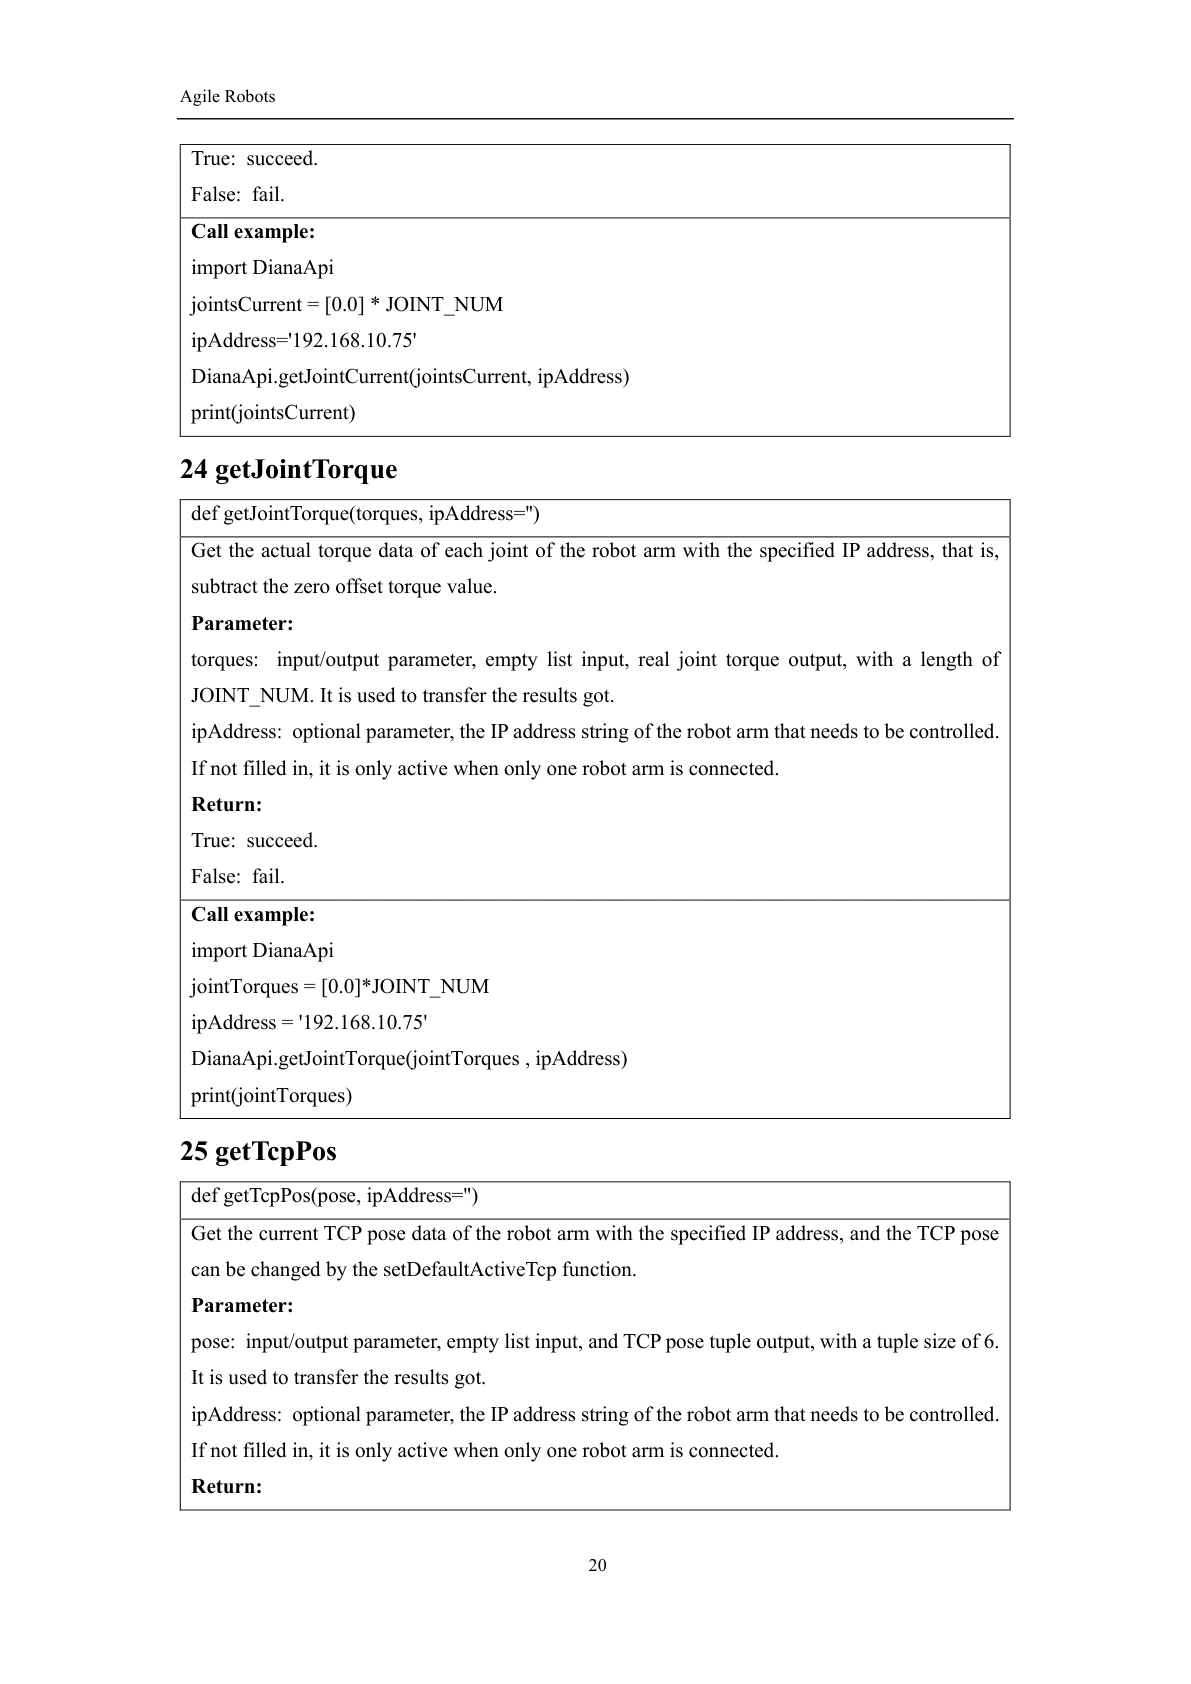 Agile Robots
True:  succeed.
False:  fail.
Call example:
import DianaApi
jointsCurrent = [0.0] * JOINT_NUM
ipAddress='192.168.10.75'
DianaApi.getJointCurrent(jointsCurrent, ipAddress)
print(jointsCurrent)
24 getJointTorque
def getJointTorque(torques, ipAddress='')
Get the actual torque data of each joint of the robot arm with the specified IP address, that is,
subtract the zero offset torque value.
Parameter:
torques:  input/output parameter, empty list input, real joint torque output, with a length of
JOINT_NUM. It is used to transfer the results got.
ipAddress:  optional parameter, the IP address string of the robot arm that needs to be controlled.
If not filled in, it is only active when only one robot arm is connected.
Return:
True:  succeed.
False:  fail.
Call example:
import DianaApi
jointTorques = [0.0]*JOINT_NUM
ipAddress = '192.168.10.75'
DianaApi.getJointTorque(jointTorques , ipAddress)
print(jointTorques)
25 getTcpPos
def getTcpPos(pose, ipAddress='')
Get the current TCP pose data of the robot arm with the specified IP address, and the TCP pose
can be changed by the setDefaultActiveTcp function.
Parameter:
pose:  input/output parameter, empty list input, and TCP pose tuple output, with a tuple size of 6.
It is used to transfer the results got.
ipAddress:  optional parameter, the IP address string of the robot arm that needs to be controlled.
If not filled in, it is only active when only one robot arm is connected.
Return:
20